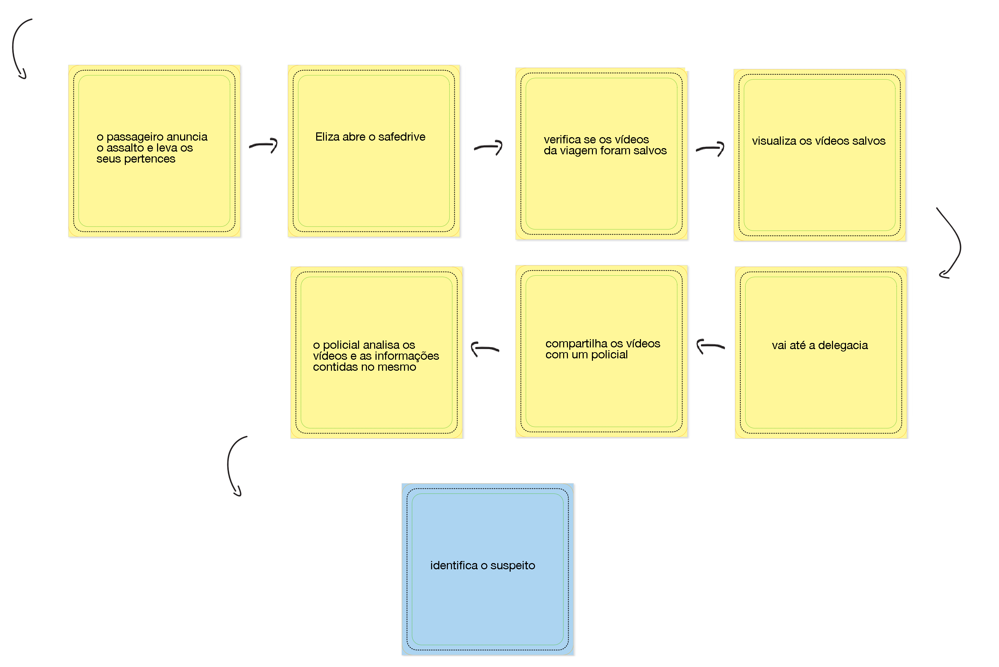 o passageiro anuncia
o assalto e leva os
seus pertences
Eliza abre o safedrive
verifica se os vídeos
da viagem foram salvos
visualiza os vídeos salvos
vai até a delegacia
compartilha os vídeos
com um policial
o policial analisa os
vídeos e as informações
contidas no mesmo
identifica o suspeito